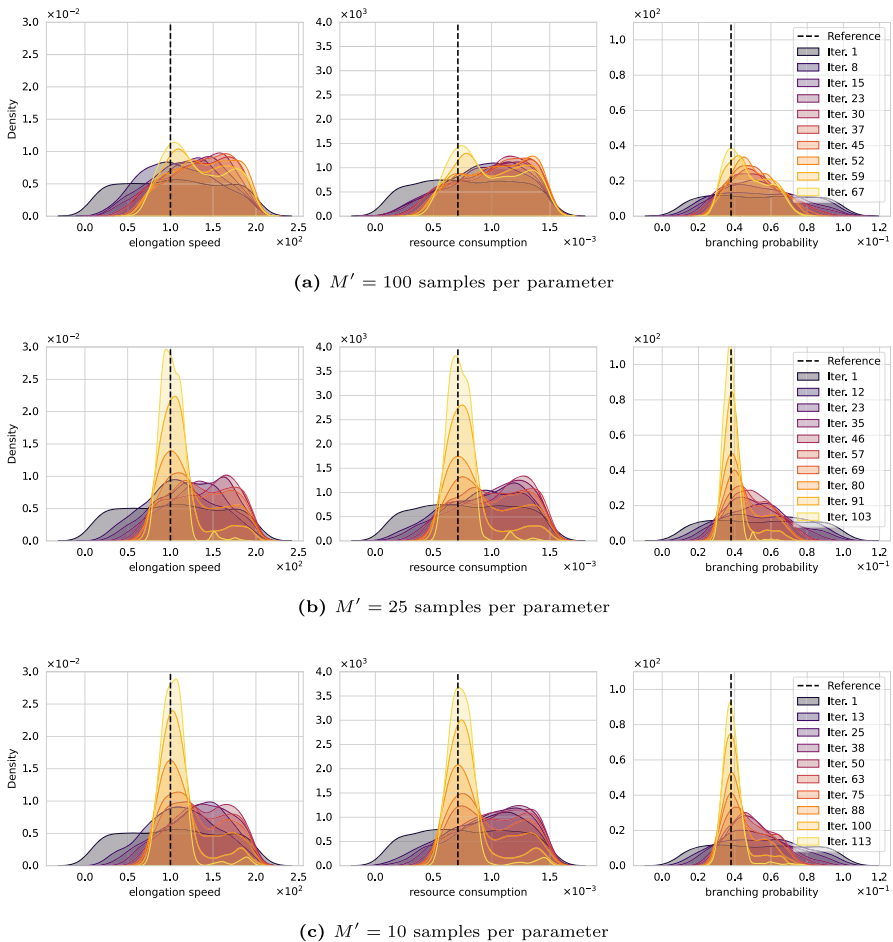 ×10⁻²
3.0
2.5
2.0
1.5
1.0
0.5
0.0
Density
0.0 0.5 1.0 1.5 2.0 2.5
elongation speed ×10²
×10³
4.0
3.5
3.0
2.5
2.0
1.5
1.0
0.5
0.0
0.0 0.5 1.0 1.5
resource consumption ×10⁻³
×10²
1.0
0.8
0.6
0.4
0.2
0.0
0.0 0.2 0.4 0.6 0.8 1.0 1.2
branching probability ×10⁻¹
Reference
Iter. 1
Iter. 8
Iter. 15
Iter. 23
Iter. 30
Iter. 37
Iter. 45
Iter. 52
Iter. 59
Iter. 67
(a) M′ = 100 samples per parameter
×10⁻²
3.0
2.5
2.0
1.5
1.0
0.5
0.0
Density
0.0 0.5 1.0 1.5 2.0 2.5
elongation speed ×10²
×10³
4.0
3.5
3.0
2.5
2.0
1.5
1.0
0.5
0.0
0.0 0.5 1.0 1.5
resource consumption ×10⁻³
×10²
1.0
0.8
0.6
0.4
0.2
0.0
0.0 0.2 0.4 0.6 0.8 1.0 1.2
branching probability ×10⁻¹
Reference
Iter. 1
Iter. 12
Iter. 23
Iter. 35
Iter. 46
Iter. 57
Iter. 69
Iter. 80
Iter. 91
Iter. 103
(b) M′ = 25 samples per parameter
×10⁻²
3.0
2.5
2.0
1.5
1.0
0.5
0.0
Density
0.0 0.5 1.0 1.5 2.0 2.5
elongation speed ×10²
×10³
4.0
3.5
3.0
2.5
2.0
1.5
1.0
0.5
0.0
0.0 0.5 1.0 1.5
resource consumption ×10⁻³
×10²
1.0
0.8
0.6
0.4
0.2
0.0
0.0 0.2 0.4 0.6 0.8 1.0 1.2
branching probability ×10⁻¹
Reference
Iter. 1
Iter. 13
Iter. 25
Iter. 38
Iter. 50
Iter. 63
Iter. 75
Iter. 88
Iter. 100
Iter. 113
(c) M′ = 10 samples per parameter